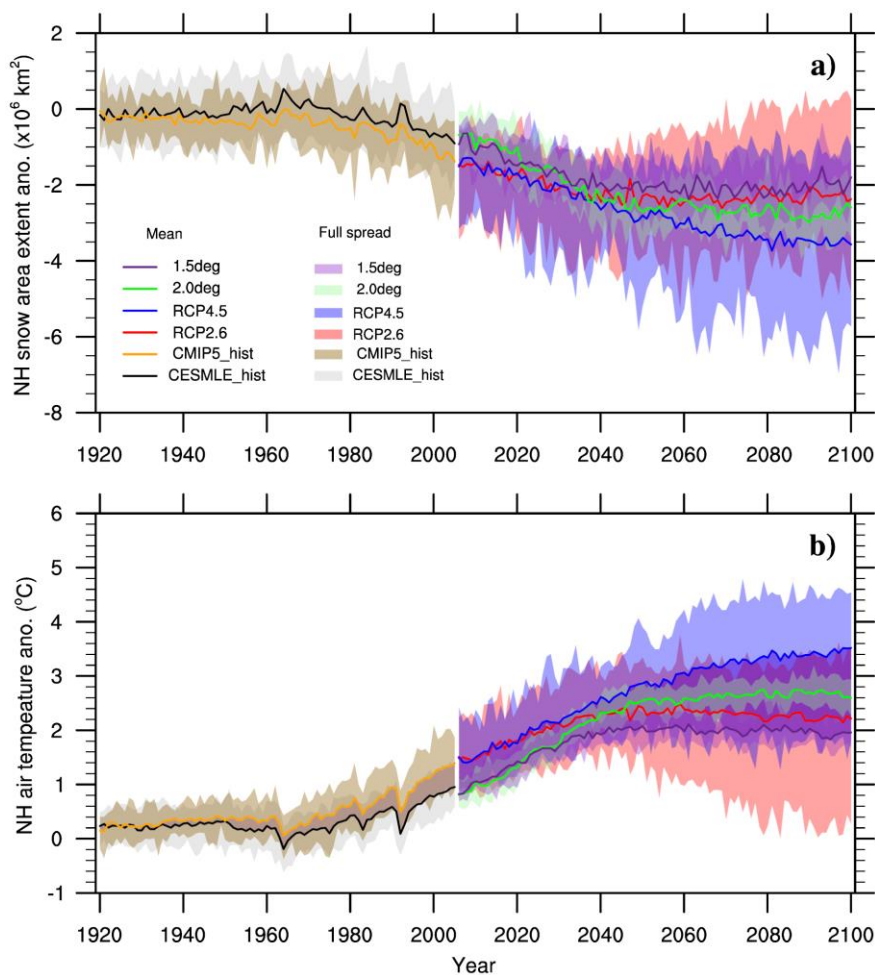 a)
NH snow area extent ano. (x10⁶ km²)
2
0
-2
-4
-6
-8
Mean Full spread
1.5deg 1.5deg
2.0deg 2.0deg
RCP4.5 RCP4.5
RCP2.6 RCP2.6
CMIP5_hist CMIP5_hist
CESMLE_hist CESMLE_hist
1920 1940 1960 1980 2000 2020 2040 2060 2080 2100
b)
NH air tempeature ano. (°C)
6
5
4
3
2
1
0
-1
1920 1940 1960 1980 2000 2020 2040 2060 2080 2100
Year